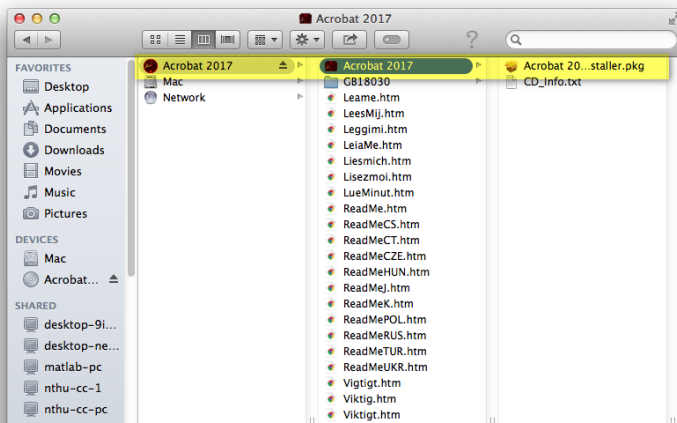 Acrobat 2017
FAVORITES
Desktop
Applications
Documents
Downloads
Movies
Music
Pictures
DEVICES
Mac
Acrobat...
SHARED
desktop-9i...
desktop-ne...
matlab-pc
nthu-cc-1
nthu-cc-pc
Acrobat 2017
Mac
Network
Acrobat 2017
GB18030
Leame.htm
LeesMij.htm
Leggimi.htm
LeiaMe.htm
Liesmich.htm
Lisezmoi.htm
LueMinut.htm
ReadMe.htm
ReadMeCS.htm
ReadMeCT.htm
ReadMeCZE.htm
ReadMeHUN.htm
ReadMeJ.htm
ReadMeK.htm
ReadMePOL.htm
ReadMeRUS.htm
ReadMeTUR.htm
ReadMeUKR.htm
Vigtigt.htm
Viktig.htm
Viktigt.htm
Acrobat 20...staller.pkg
CD_Info.txt